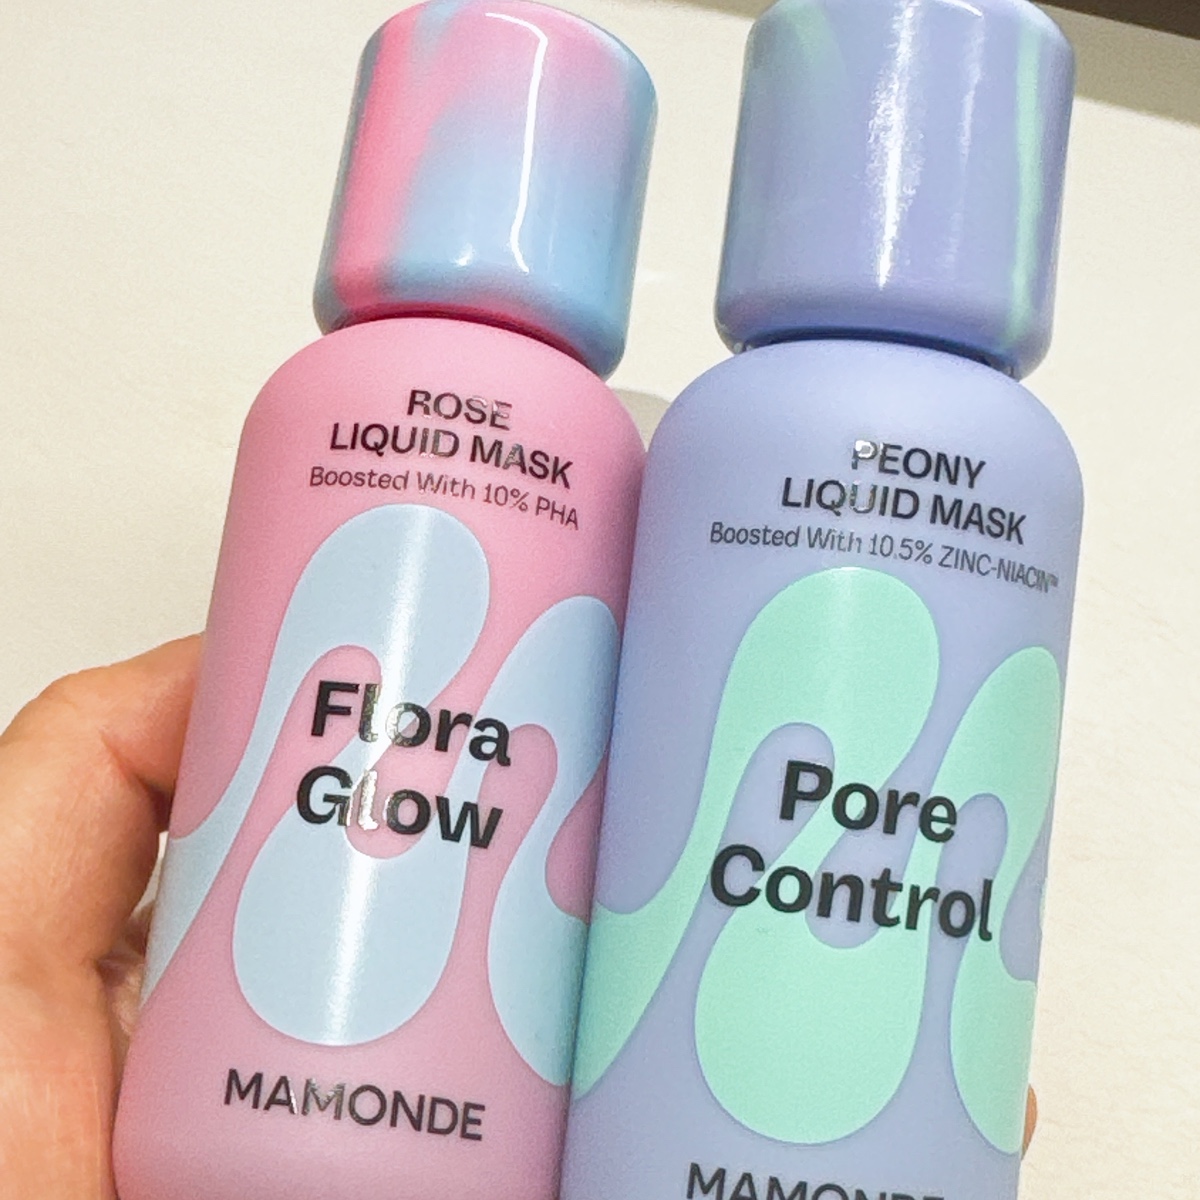 ROSE
LIQUID MASK
Boosted With 10% PHA
Flora
Glow
MAMONDE
PEONY
LIQUID MASK
Boosted With 10.5% ZINC-NIACIN™
Pore
Control
MAMONDE